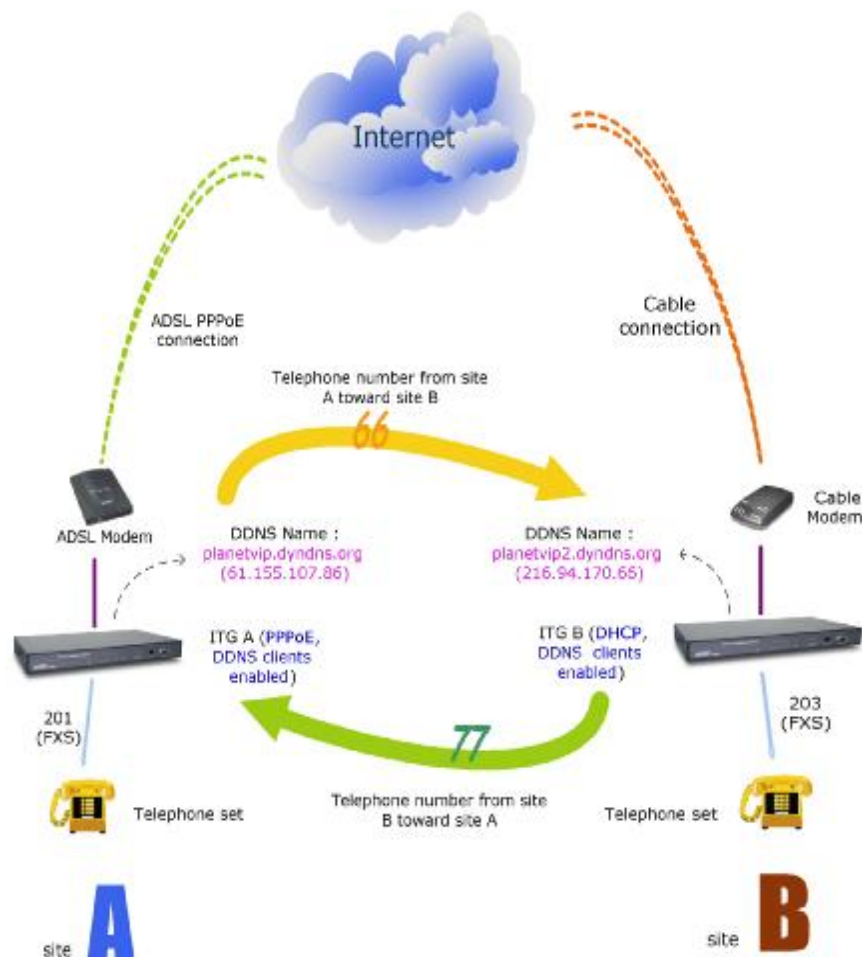 Internet
ADSL PPPoE
connection
Cable
connection
Telephone number from site
A toward site B
66
ADSL Modem
Cable
Modem
DDNS Name :
planetvip.dyndns.org
(61.155.107.86)
DDNS Name :
planetvip2.dyndns.org
(216.94.170.66)
ITG A (PPPoE,
DDNS clients
enabled)
ITG B (DHCP,
DDNS clients
enabled)
201
(FXS)
203
(FXS)
77
Telephone set
Telephone number from site
B toward site A
Telephone set
site A
site B